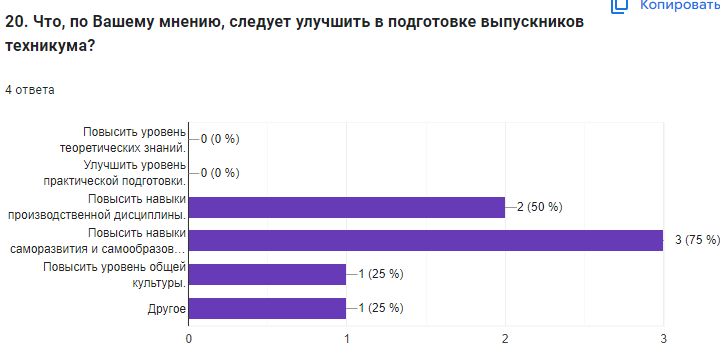 Копировать
20. Что, по Вашему мнению, следует улучшить в подготовке выпускников
техникума?
4 ответа
Повысить уровень
теоретических знаний.
0 (0 %)
Улучшить уровень
практической подготовки.
0 (0 %)
Повысить навыки
производственной дисциплины.
2 (50 %)
Повысить навыки
саморазвития и самообразов…
3 (75 %)
Повысить уровень общей
культуры.
1 (25 %)
Другое
1 (25 %)
0 1 2 3